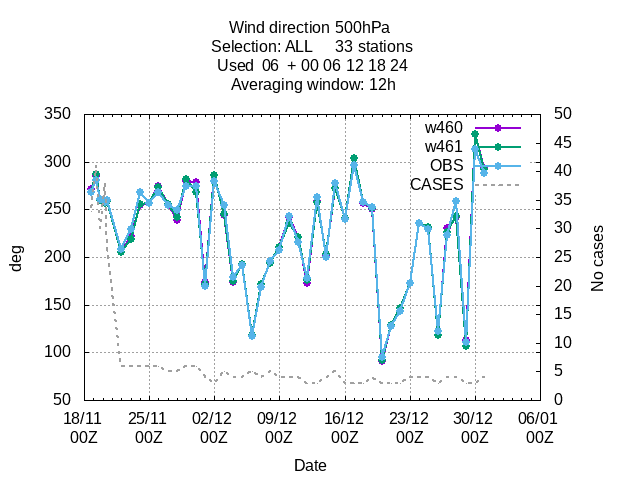 Wind direction 500hPa
Selection: ALL 33 stations
Used 06 + 00 06 12 18 24
Averaging window: 12h
350
300
250
200
150
100
50
deg
50
45
40
35
30
25
20
15
10
5
0
No cases
w460
w461
OBS
CASES
18/11 25/11 02/12 09/12 16/12 23/12 30/12 06/01
00Z 00Z 00Z 00Z 00Z 00Z 00Z 00Z
Date